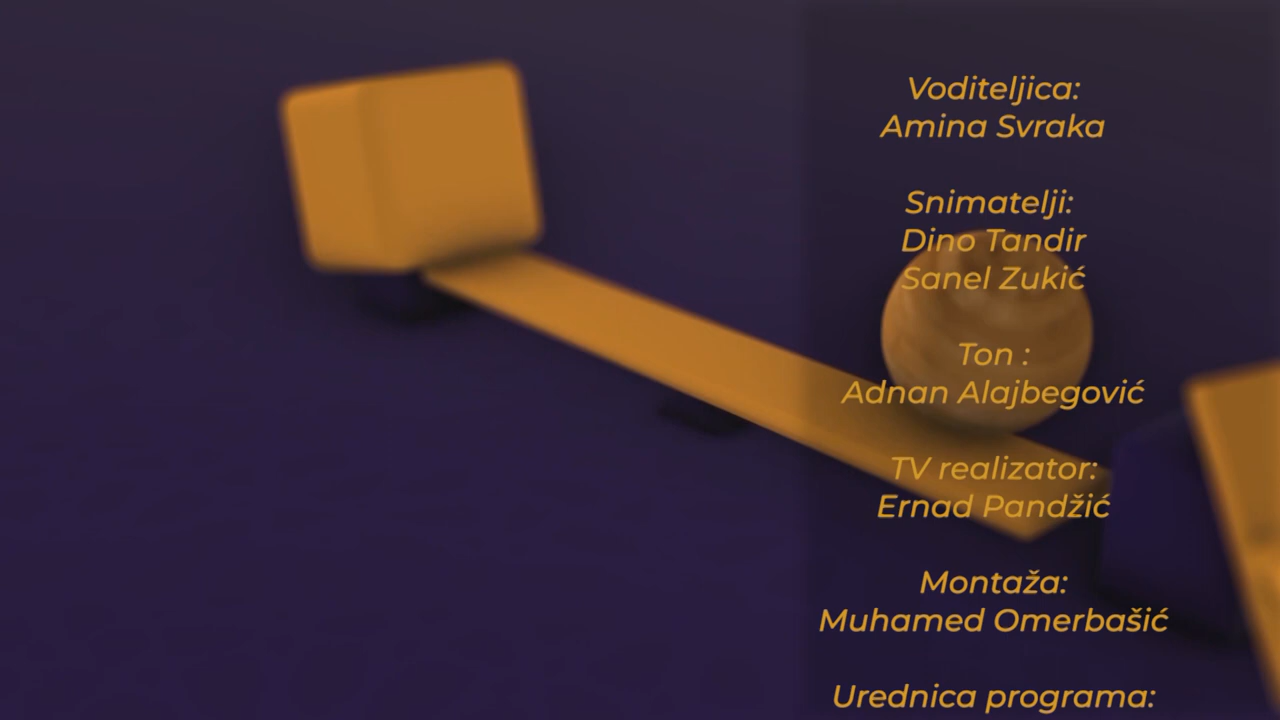 Voditeljica:
Amina Svraka
Snimatelji:
Dino Tandir
Sanel Zukić
Ton :
Adnan Alajbegović
TV realizator:
Ernad Pandžić
Montaža:
Muhamed Omerbašić
Urednica programa: